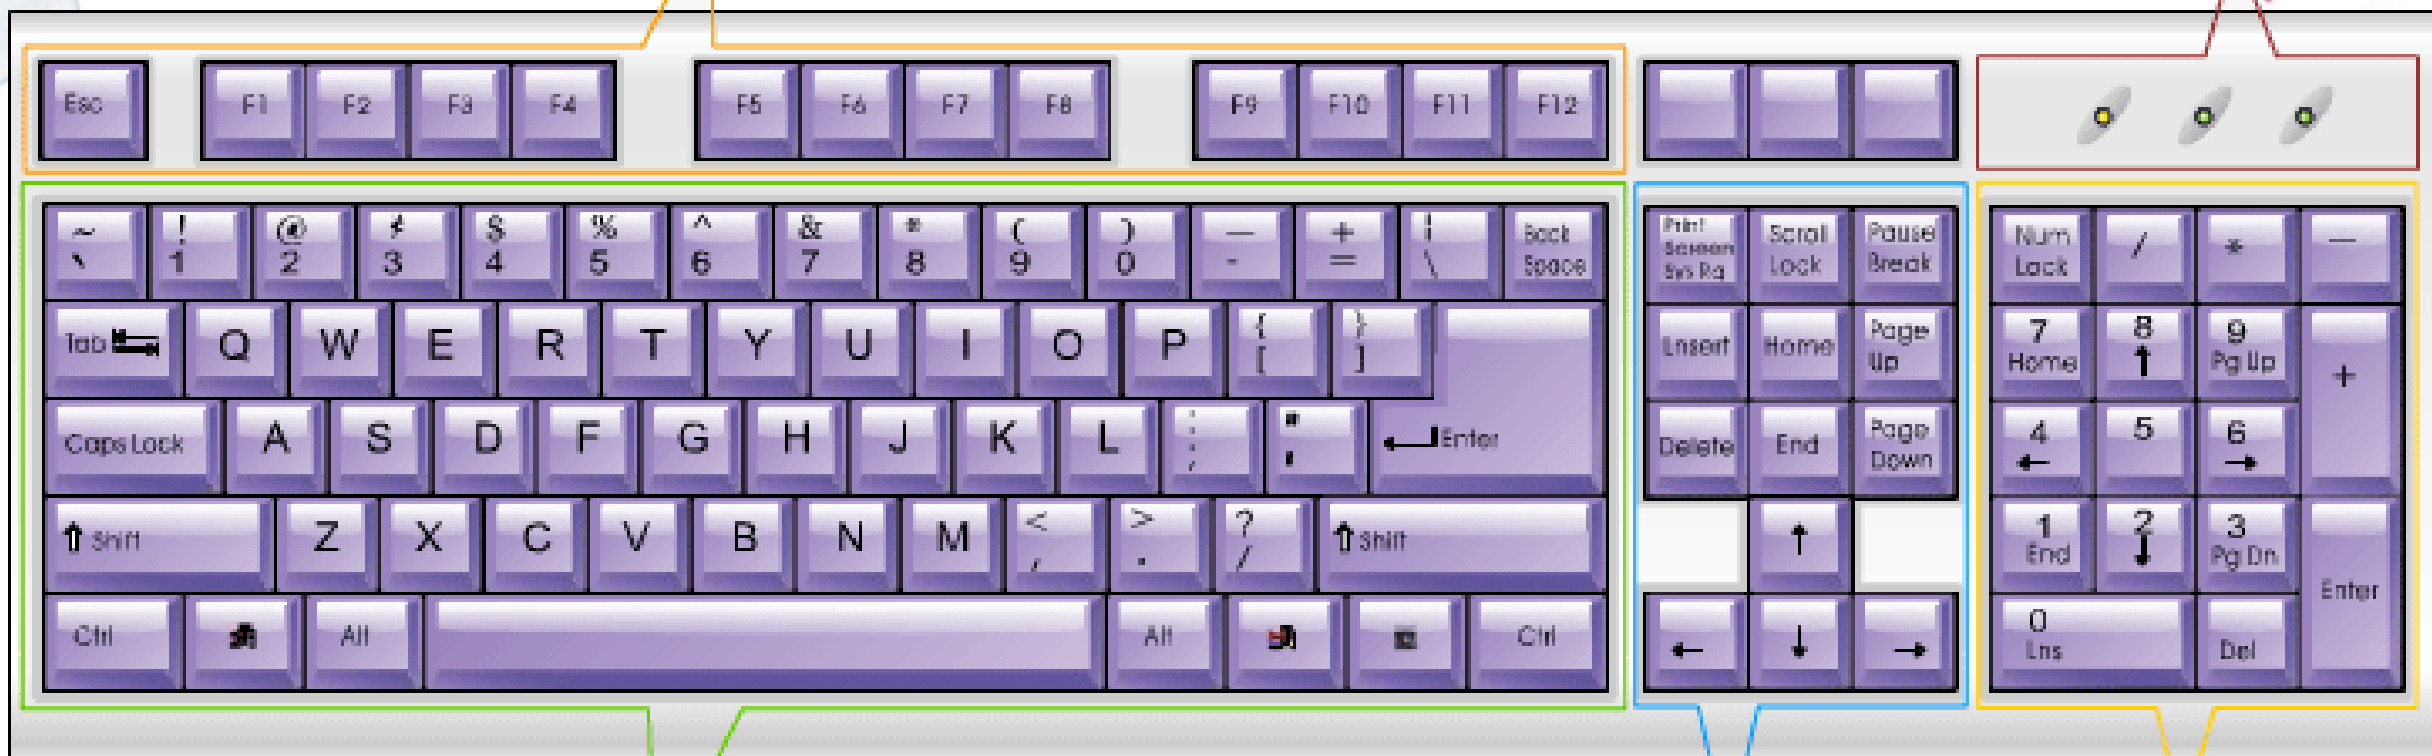 Esc F1 F2 F3 F4 F5 F6 F7 F8 F9 F10 F11 F12
~ ! @ # $ % ^ & * ( ) — + | Back
` 1 2 3 4 5 6 7 8 9 0 - = \ Space
Print Scroll Pause Num / * —
Screen Lock Break Lock
Sys Rq
Tab Q W E R T Y U I O P { }
[ ]
Lnsert Home Page 7 8 9 +
Up Home ↑ Pg Up
Caps Lock A S D F G H J K L : " ← Enter
; '
Delete End Page 4 5 6
Down ← →
⇧ Shift Z X C V B N M < > ? ⇧ Shift
, . /
↑ 1 2 3 Enter
End ↓ Pg Dn
Ctrl Alt Alt Ctrl
← ↓ → 0 Del
Lns